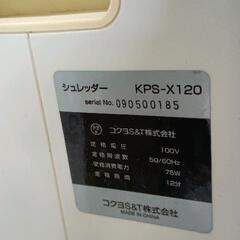 シュレッダー KPS-X120
serial No. 090500185
コクヨS&T株式会社
定格電圧 100V
定格周波数 50/60Hz
定格消費電力 75W
定格時間 12分
コクヨS&T株式会社
MADE IN CHINA